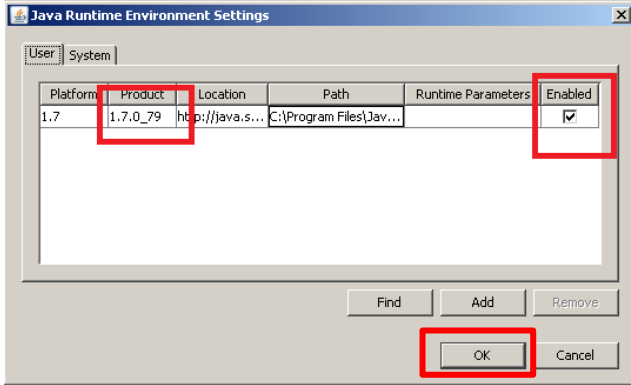 Java Runtime Environment Settings
User System
Platform Product Location Path Runtime Parameters Enabled
1.7 1.7.0_79 http://java.s... C:\Program Files\Jav...
Find Add Remove
OK Cancel